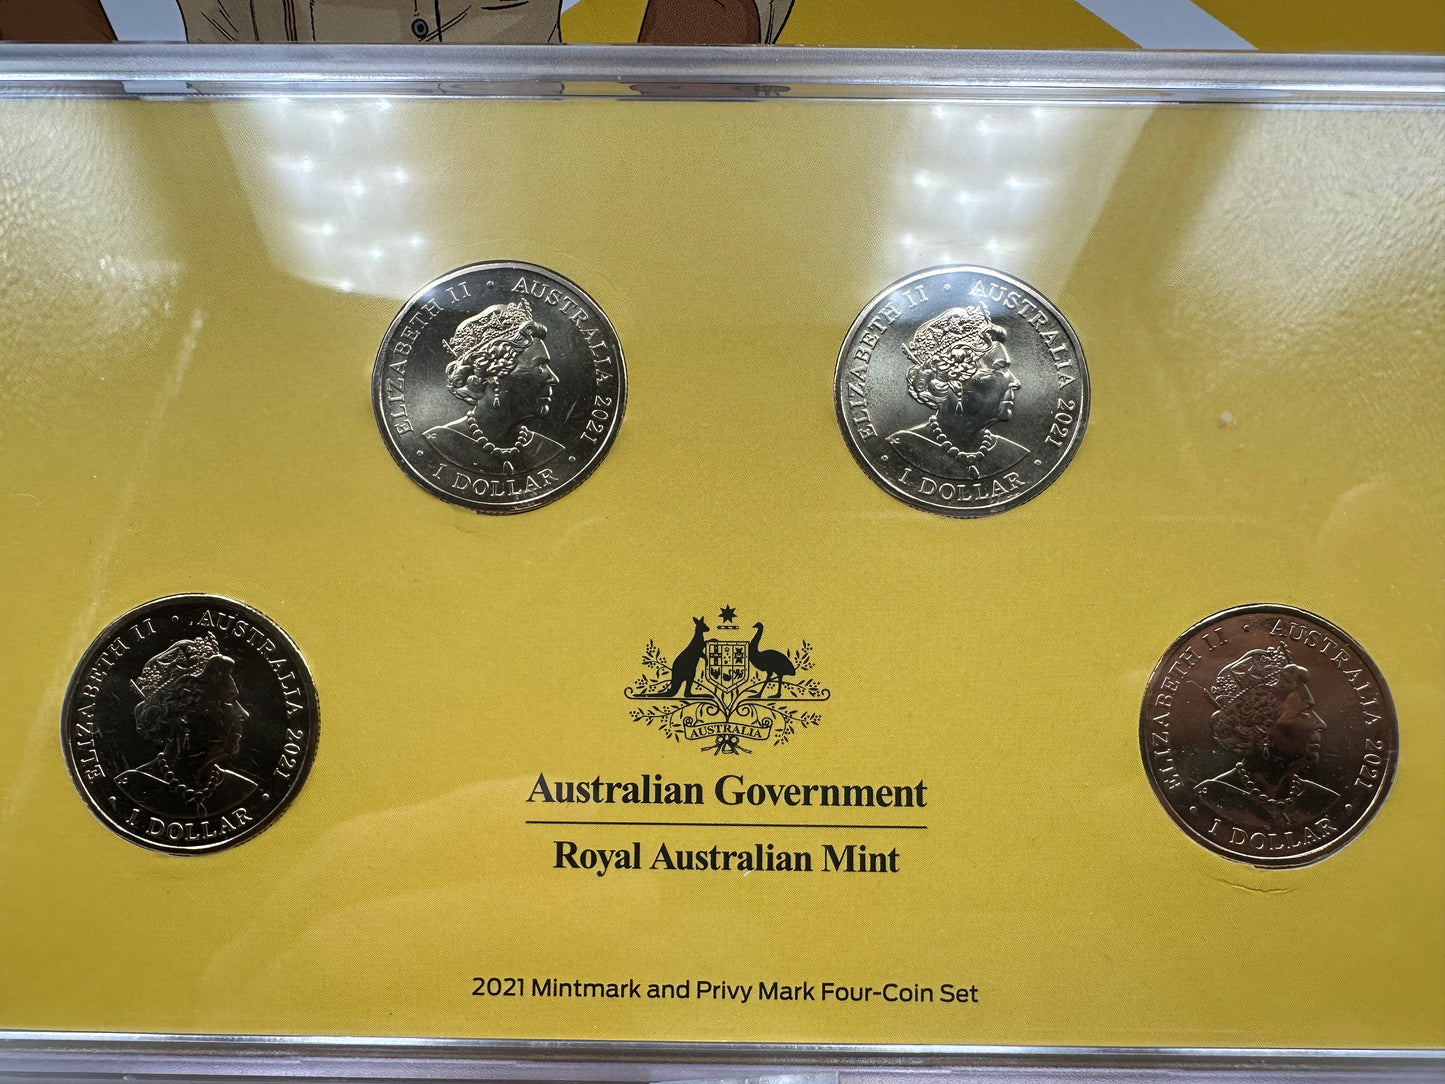 ELIZABETH II • AUSTRALIA 2021 • 1 DOLLAR •
ELIZABETH II • AUSTRALIA 2021 • 1 DOLLAR •
ELIZABETH II • AUSTRALIA 2021 • 1 DOLLAR •
ELIZABETH II • AUSTRALIA 2021 • 1 DOLLAR •
AUSTRALIA
Australian Government
Royal Australian Mint
2021 Mintmark and Privy Mark Four-Coin Set